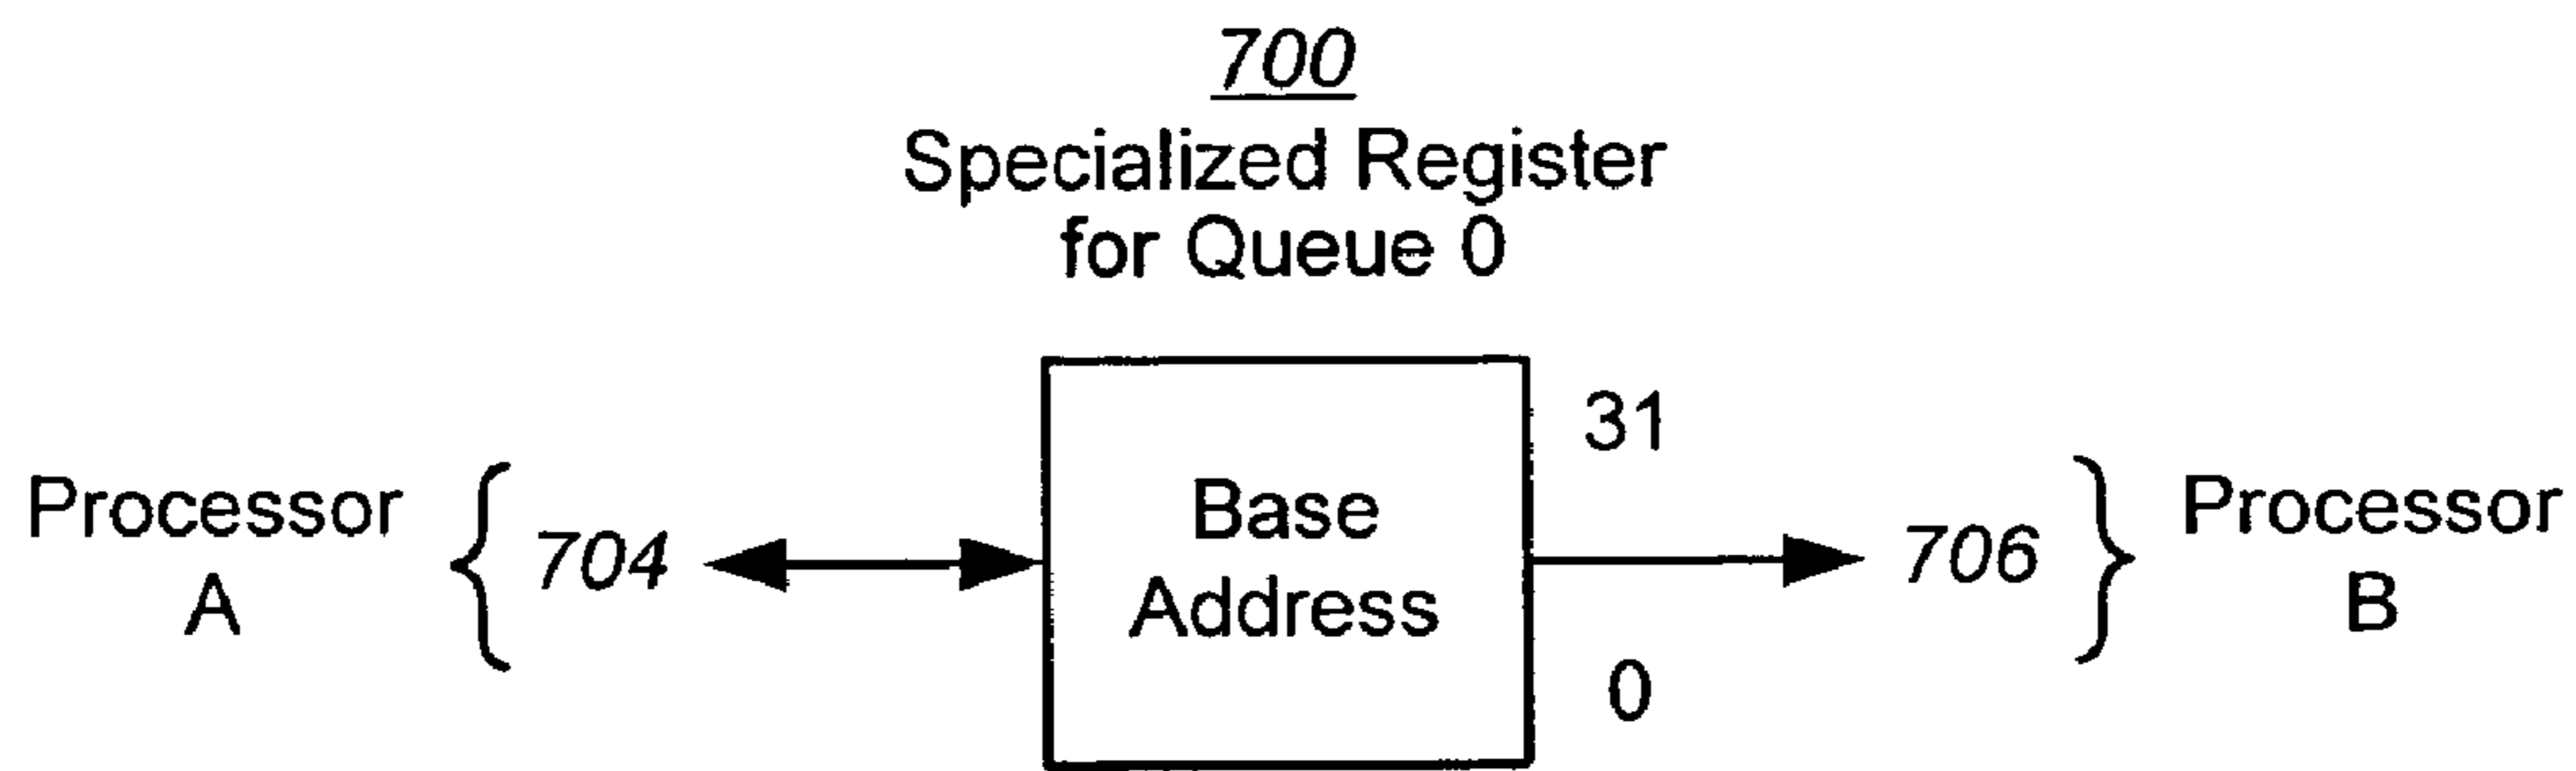 700
Specialized Register
for Queue 0
31
Processor
A
704
Base
Address
706
Processor
B
0